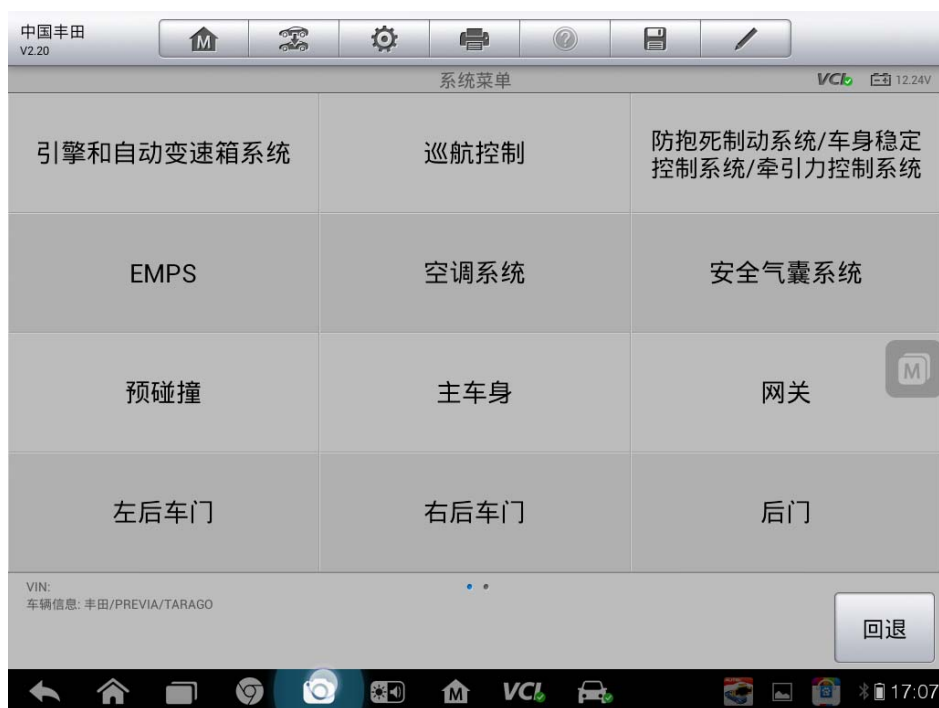 中国丰田
V2.20
M
系统菜单
VCI
12.24V
引擎和自动变速箱系统
巡航控制
防抱死制动系统/车身稳定
控制系统/牵引力控制系统
EMPS
空调系统
安全气囊系统
预碰撞
主车身
网关
M
左后车门
右后车门
后门
VIN:
车辆信息: 丰田/PREVIA/TARAGO
回退
M
VCI
17:07